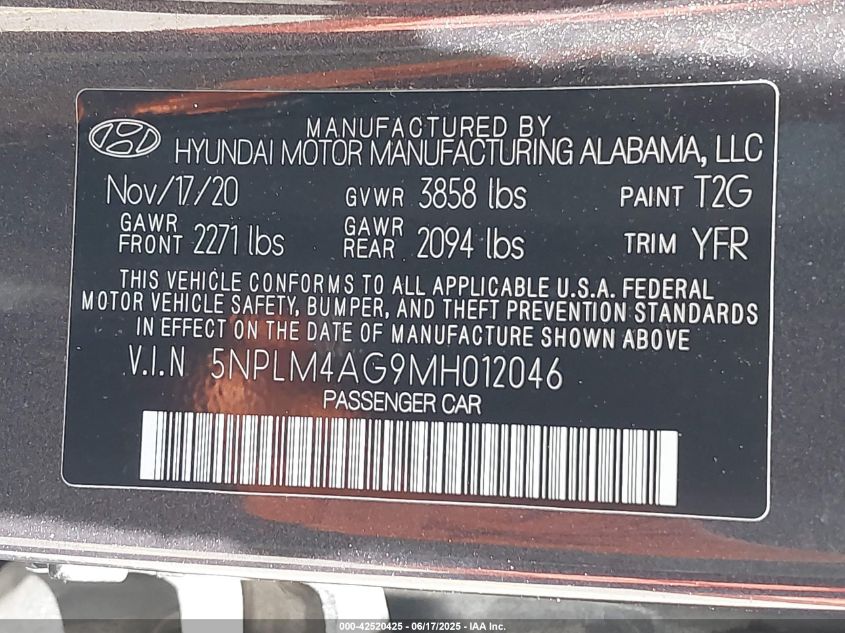 MANUFACTURED BY
HYUNDAI MOTOR MANUFACTURING ALABAMA, LLC
Nov/17/20 GVWR 3858 lbs PAINT T2G
GAWR FRONT 2271 lbs GAWR REAR 2094 lbs TRIM YFR
THIS VEHICLE CONFORMS TO ALL APPLICABLE U.S.A. FEDERAL
MOTOR VEHICLE SAFETY, BUMPER, AND THEFT PREVENTION STANDARDS
IN EFFECT ON THE DATE OF MANUFACTURE SHOWN ABOVE
V.I.N 5NPLM4AG9MH012046
PASSENGER CAR
000-42520425 - 06/17/2025 - IAA Inc.